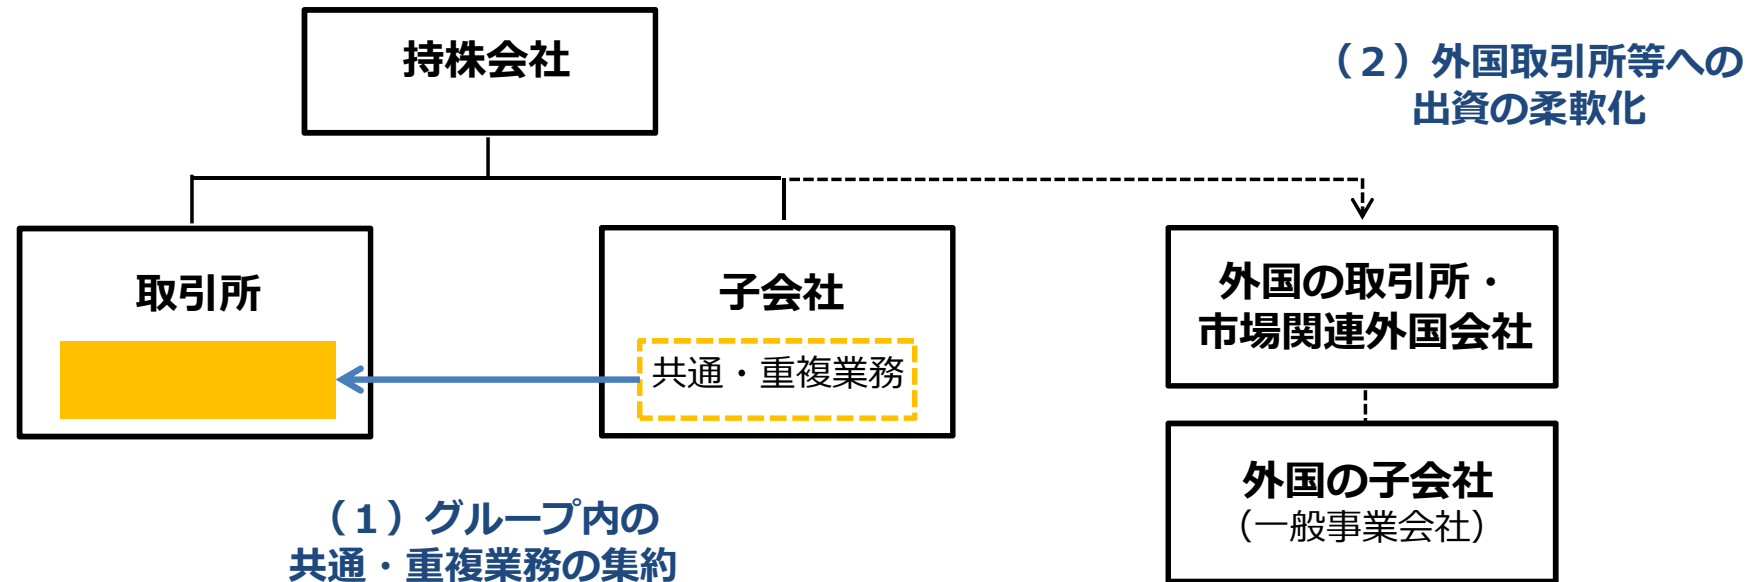 持株会社
（２）外国取引所等への
出資の柔軟化
取引所
子会社
共通・重複業務
外国の取引所・
市場関連外国会社
外国の子会社
（一般事業会社）
（１）グループ内の
共通・重複業務の集約